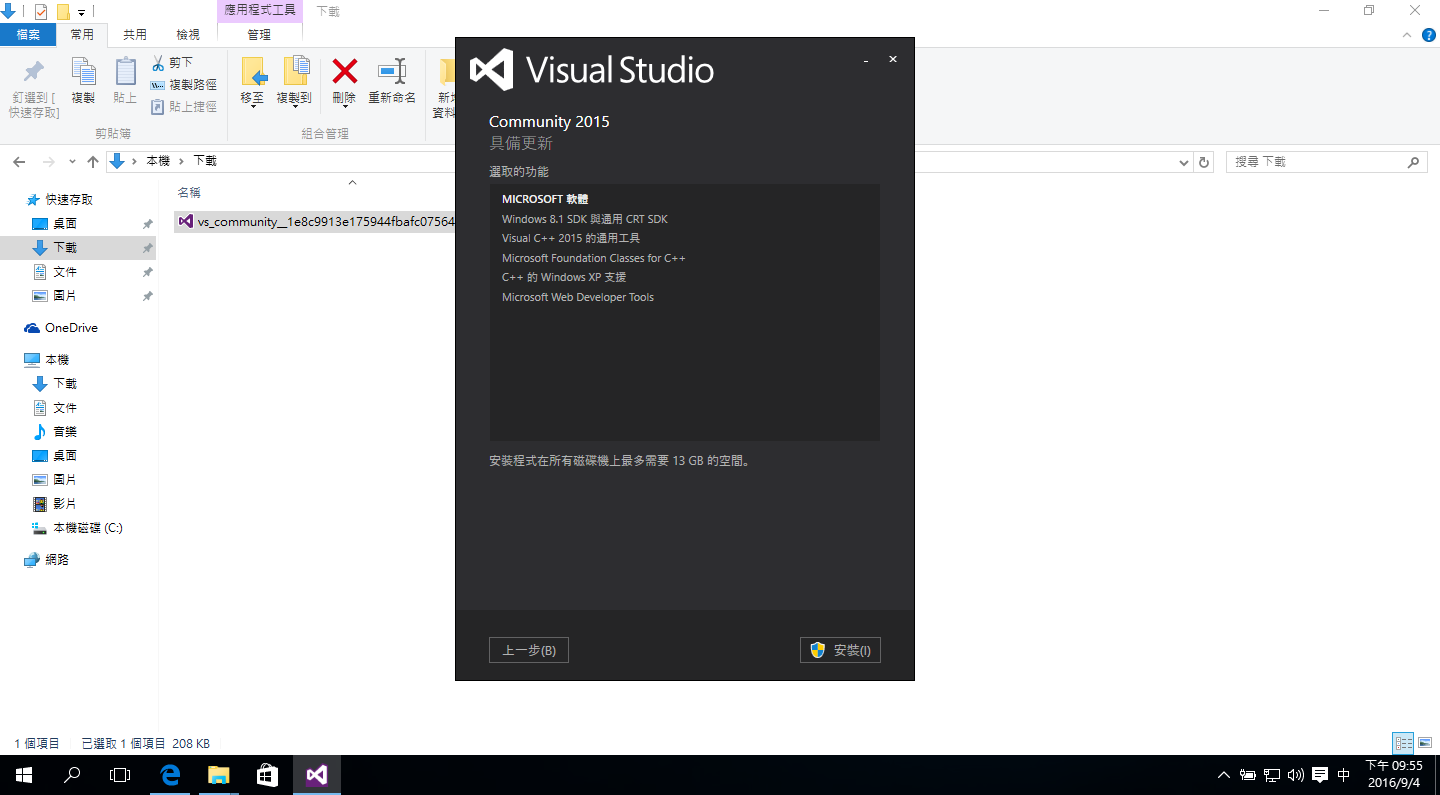 應用程式工具
下載
檔案
常用
共用
檢視
管理
釘選到 [
快速存取]
複製
貼上
剪下
複製路徑
貼上捷徑
剪貼簿
移至
複製到
刪除
重新命名
組合管理
本機
下載
搜尋 下載
名稱
vs_community__1e8c9913e175944fbafc07564
快速存取
桌面
下載
文件
圖片
OneDrive
本機
下載
文件
音樂
桌面
圖片
影片
本機磁碟 (C:)
網路
Visual Studio
Community 2015
具備更新
選取的功能
MICROSOFT 軟體
Windows 8.1 SDK 與通用 CRT SDK
Visual C++ 2015 的通用工具
Microsoft Foundation Classes for C++
C++ 的 Windows XP 支援
Microsoft Web Developer Tools
安裝程式在所有磁碟機上最多需要 13 GB 的空間。
上一步(B)
安裝(I)
1 個項目
已選取 1 個項目 208 KB
中
下午 09:55
2016/9/4